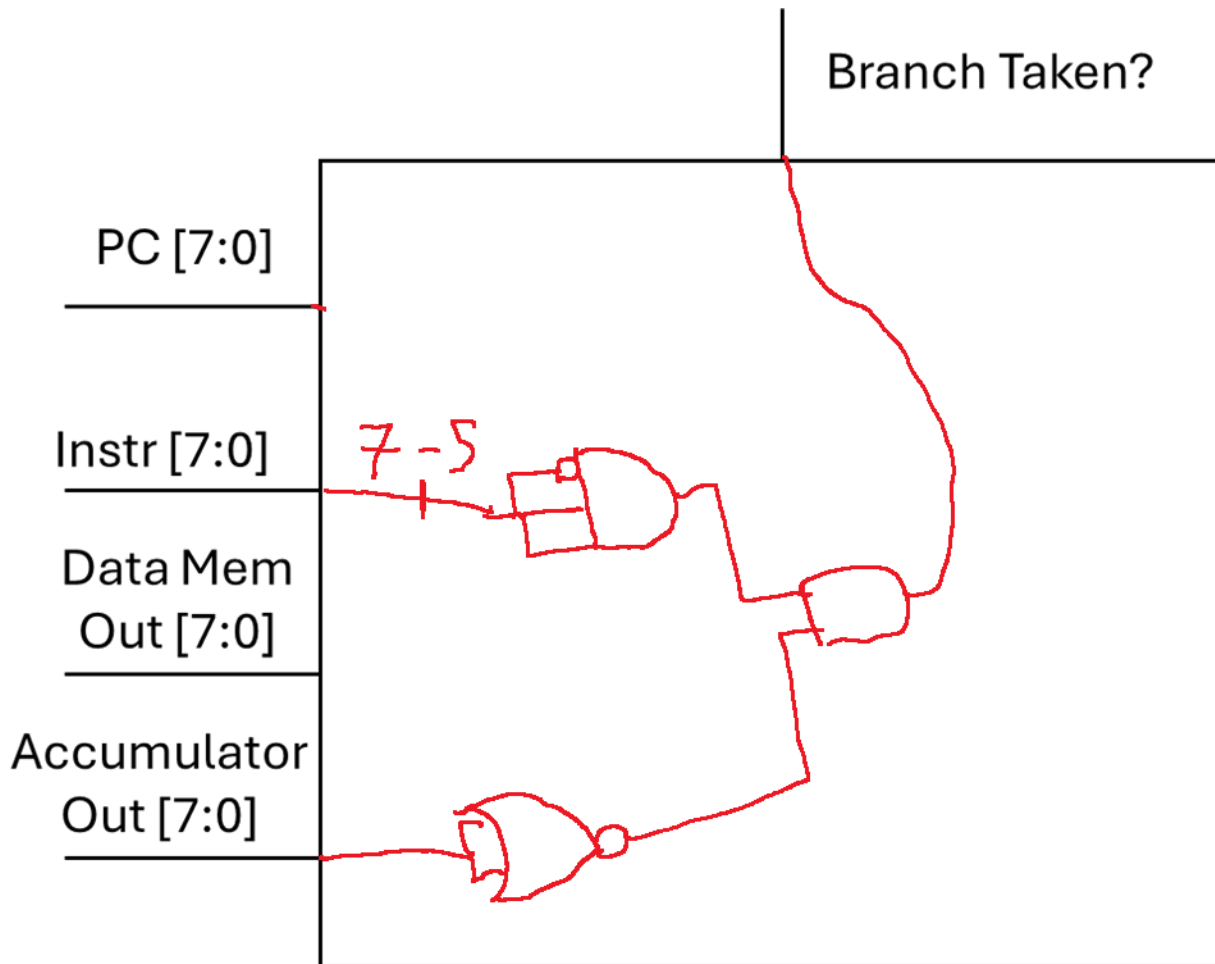 Branch Taken?
PC [7:0]
7-5
Instr [7:0]
Data Mem
Out [7:0]
Accumulator
Out [7:0]